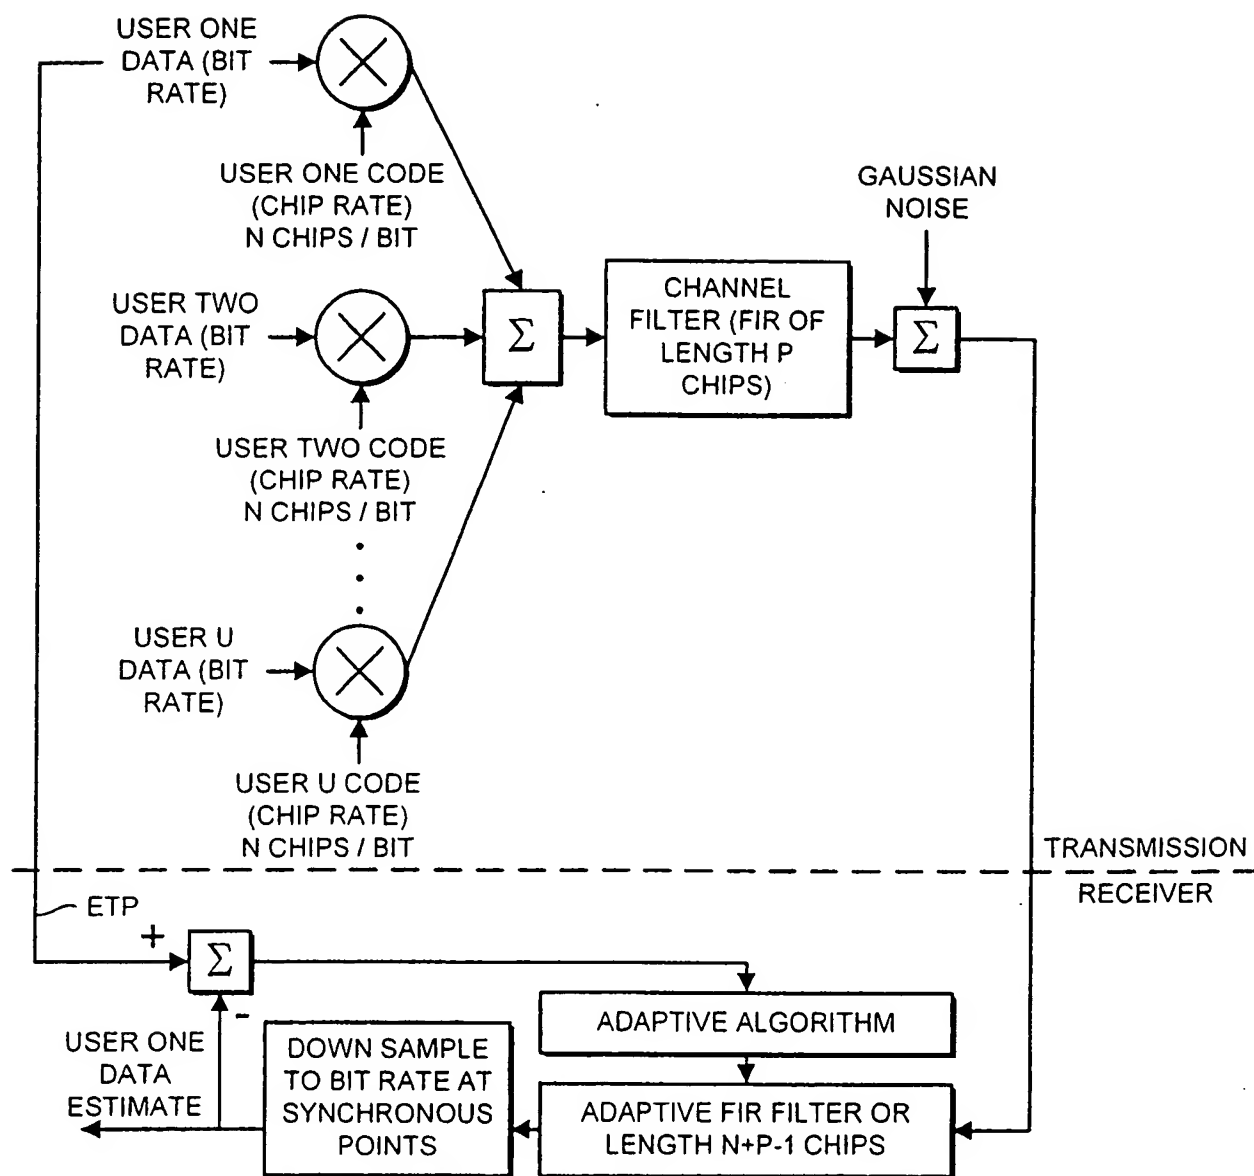 USER ONE
DATA (BIT
RATE)
USER ONE CODE
(CHIP RATE)
N CHIPS / BIT
GAUSSIAN
NOISE
USER TWO
DATA (BIT
RATE)
Σ
CHANNEL
FILTER (FIR OF
LENGTH P
CHIPS)
Σ
USER TWO CODE
(CHIP RATE)
N CHIPS / BIT
USER U
DATA (BIT
RATE)
USER U CODE
(CHIP RATE)
N CHIPS / BIT
TRANSMISSION
RECEIVER
ETP
+
Σ
-
ADAPTIVE ALGORITHM
USER ONE
DATA
ESTIMATE
DOWN SAMPLE
TO BIT RATE AT
SYNCHRONOUS
POINTS
ADAPTIVE FIR FILTER OR
LENGTH N+P-1 CHIPS